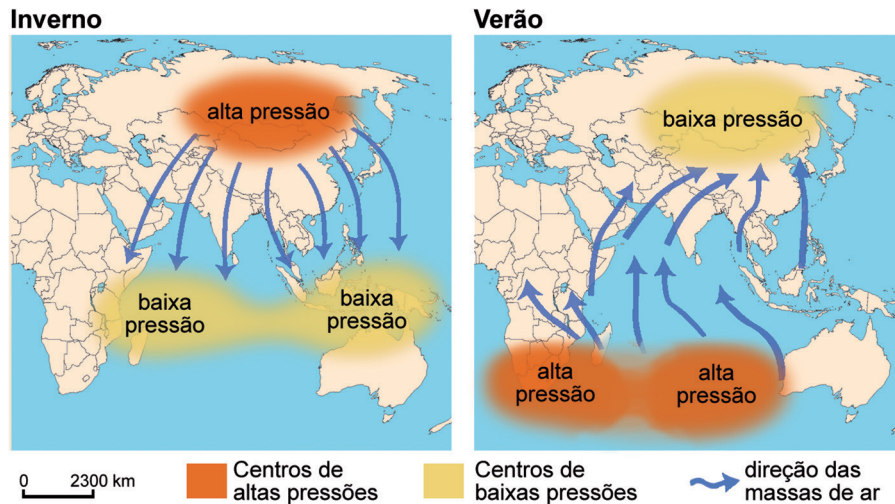 Inverno
alta pressão
baixa
pressão
baixa
pressão
Verão
baixa pressão
alta
pressão
alta
pressão
0 2300 km
Centros de
altas pressões
Centros de
baixas pressões
direção das
massas de ar